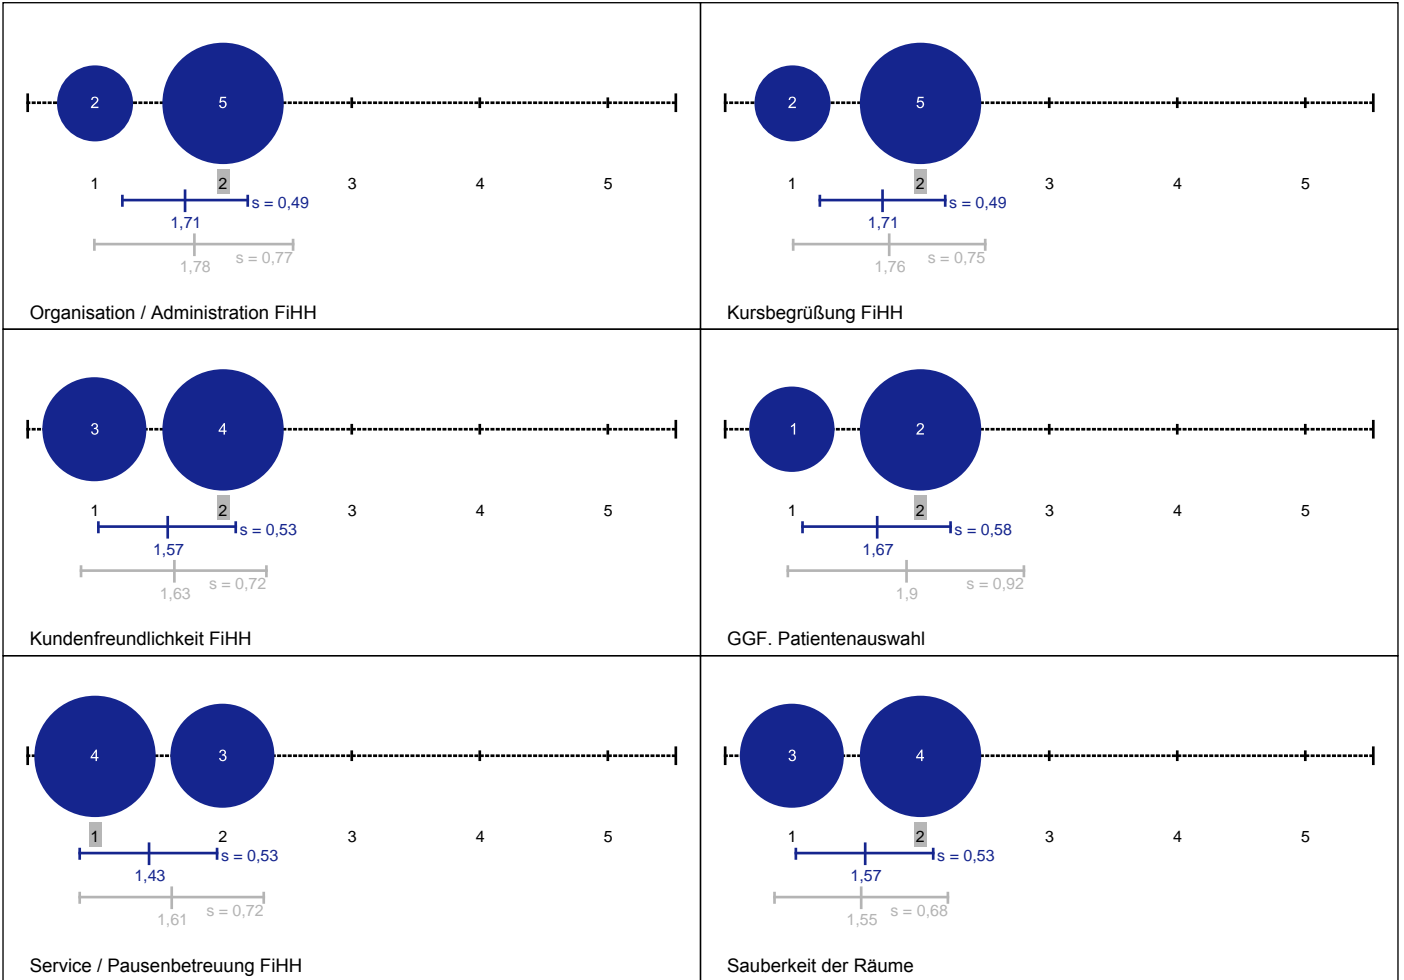 2 5
1 2 3 4 5
s = 0,49
1,71
s = 0,77
1,78
Organisation / Administration FiHH
2 5
1 2 3 4 5
s = 0,49
1,71
s = 0,75
1,76
Kursbegrüßung FiHH
3 4
1 2 3 4 5
s = 0,53
1,57
s = 0,72
1,63
Kundenfreundlichkeit FiHH
1 2
1 2 3 4 5
s = 0,58
1,67
s = 0,92
1,9
GGF. Patientenauswahl
4 3
1 2 3 4 5
s = 0,53
1,43
s = 0,72
1,61
Service / Pausenbetreuung FiHH
3 4
1 2 3 4 5
s = 0,53
1,57
s = 0,68
1,55
Sauberkeit der Räume